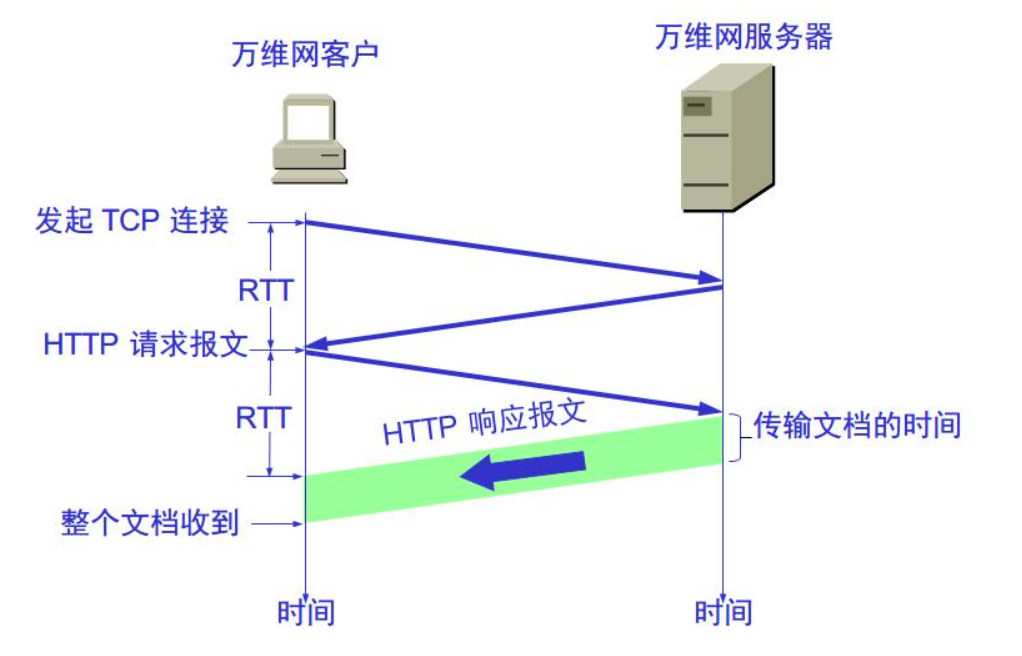 万维网客户
万维网服务器
发起 TCP 连接
RTT
HTTP 请求报文
RTT
HTTP 响应报文
传输文档的时间
整个文档收到
时间
时间